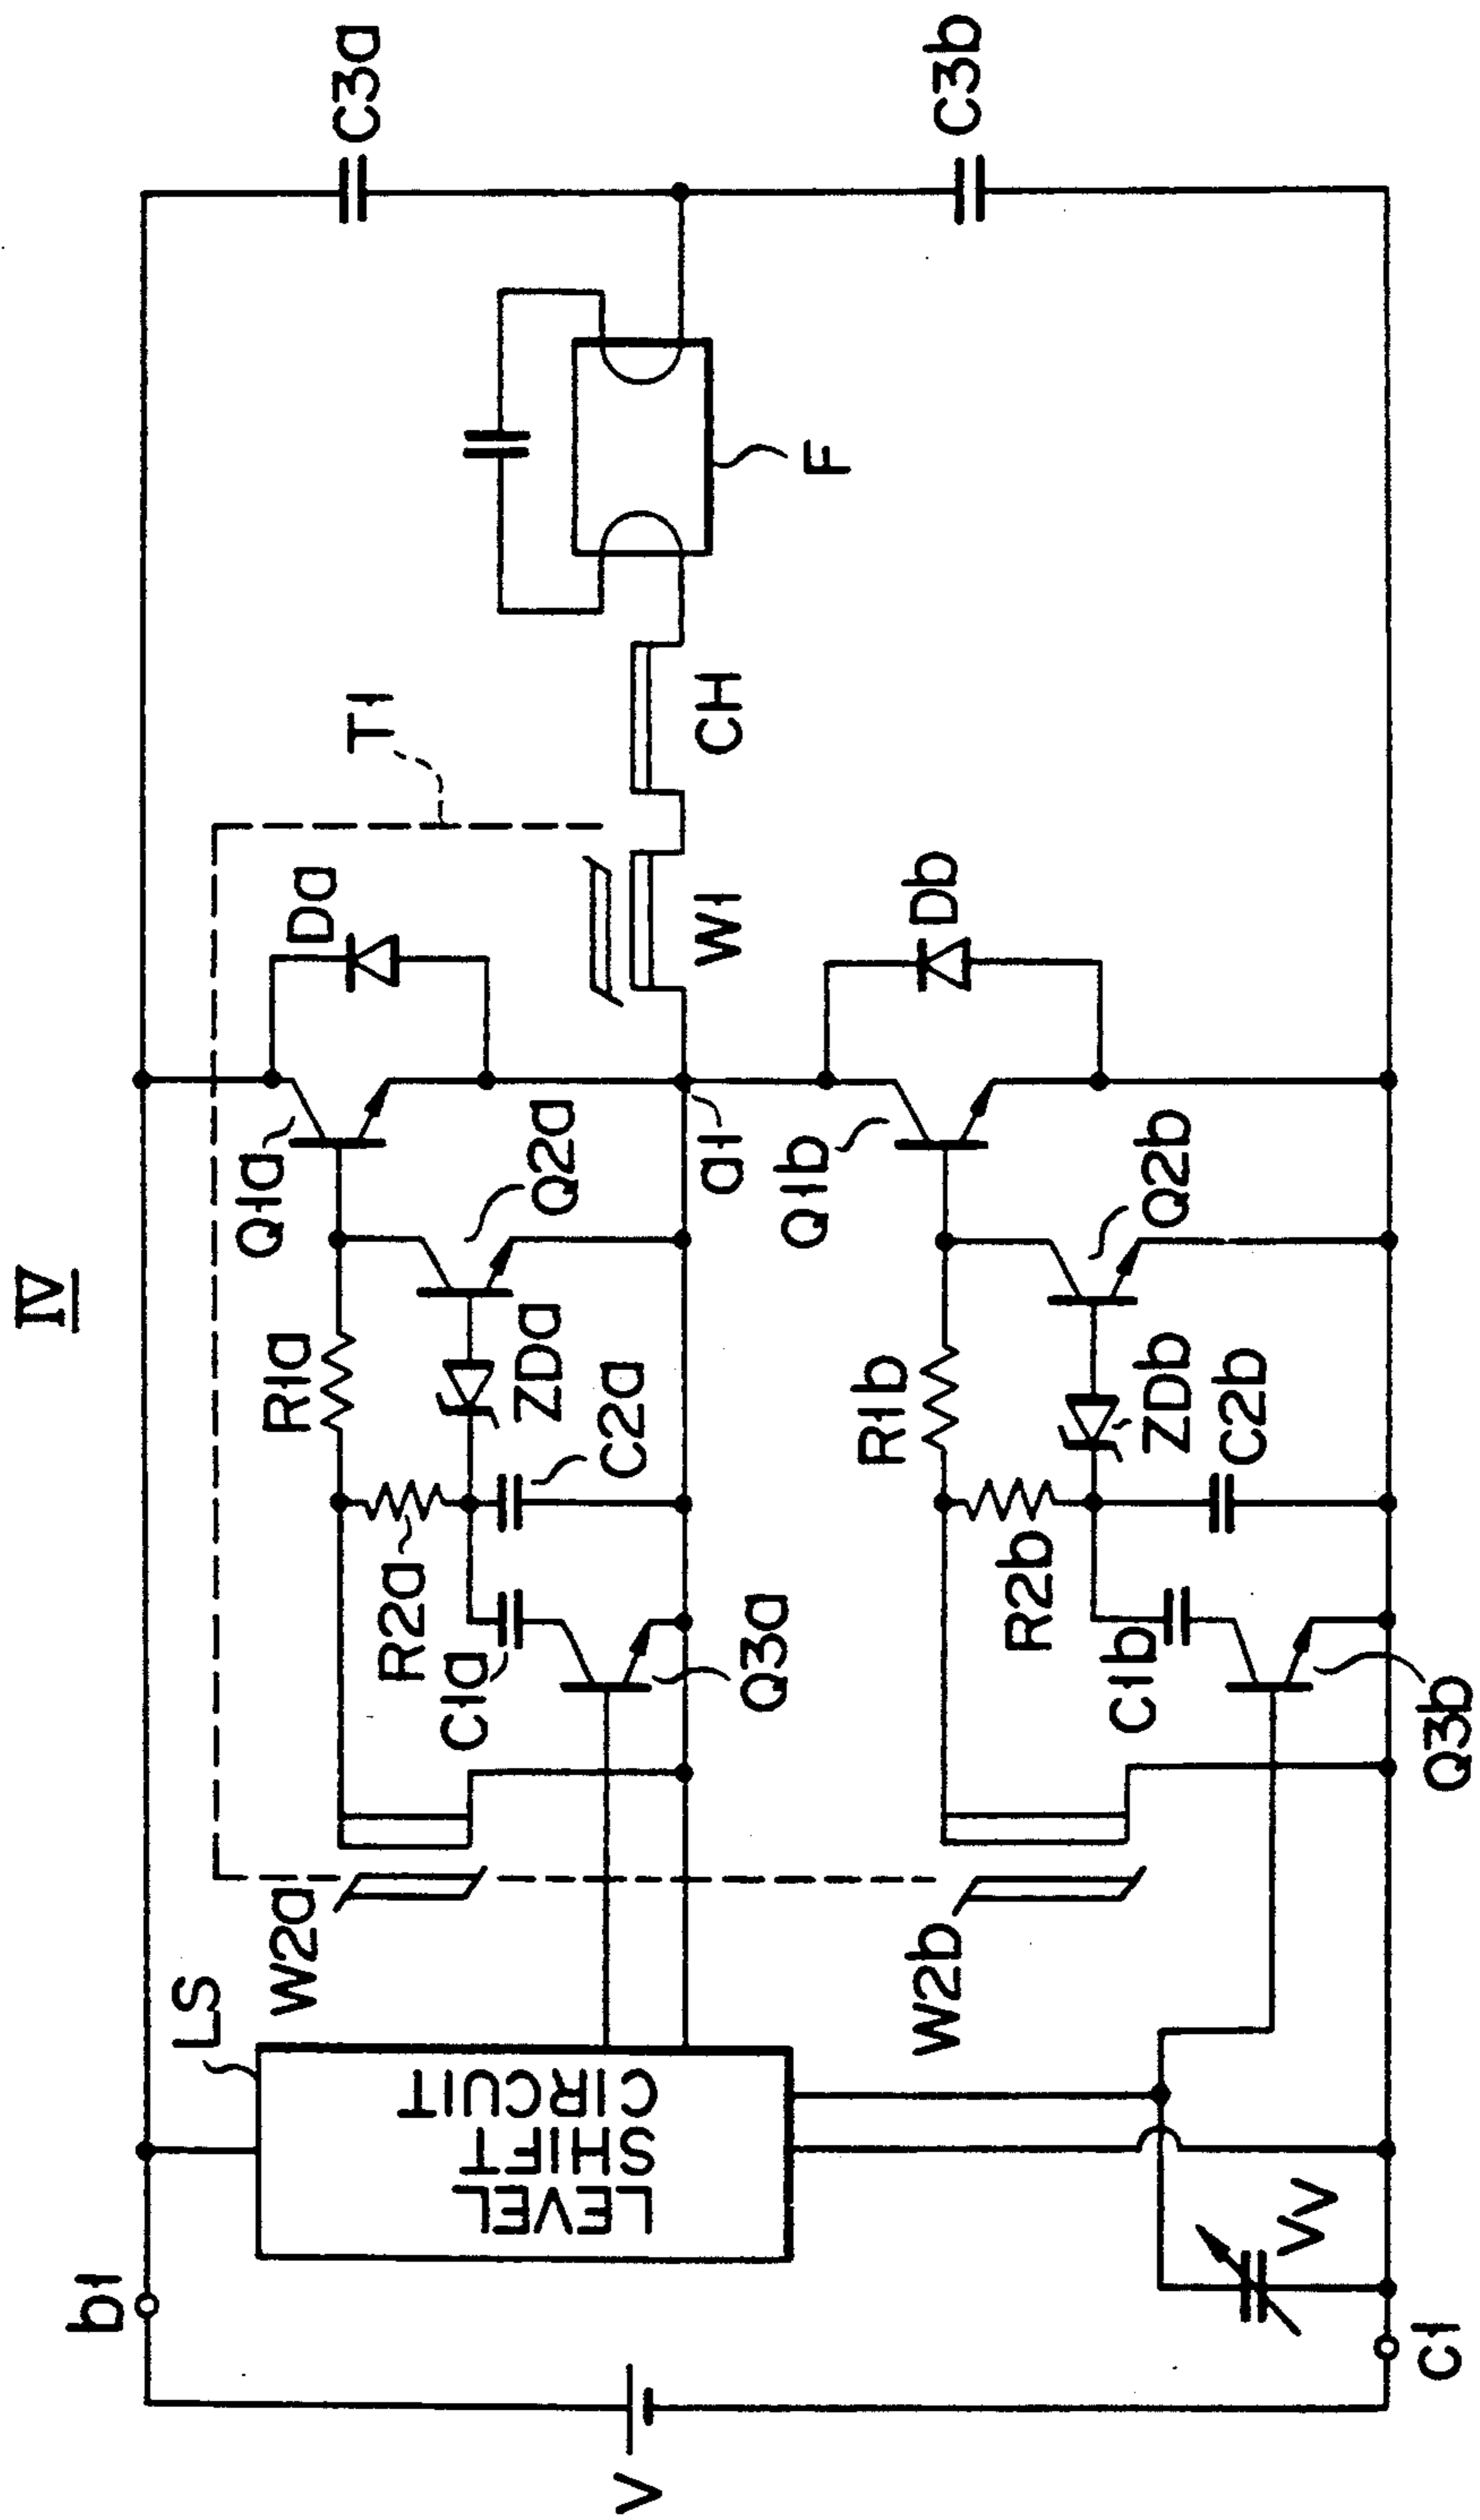 IV
b1
LS
LEVEL
SHIFT
CIRCUIT
V
VV
c1
W2a
W2b
R1a
R2a
C1a
C2a
ZDa
Q3a
Q1a
Q2a
a1
Da
T1
W1
CH
F
C3a
C3b
R1b
R2b
C1b
C2b
ZDb
Q3b
Q1b
Q2b
Db